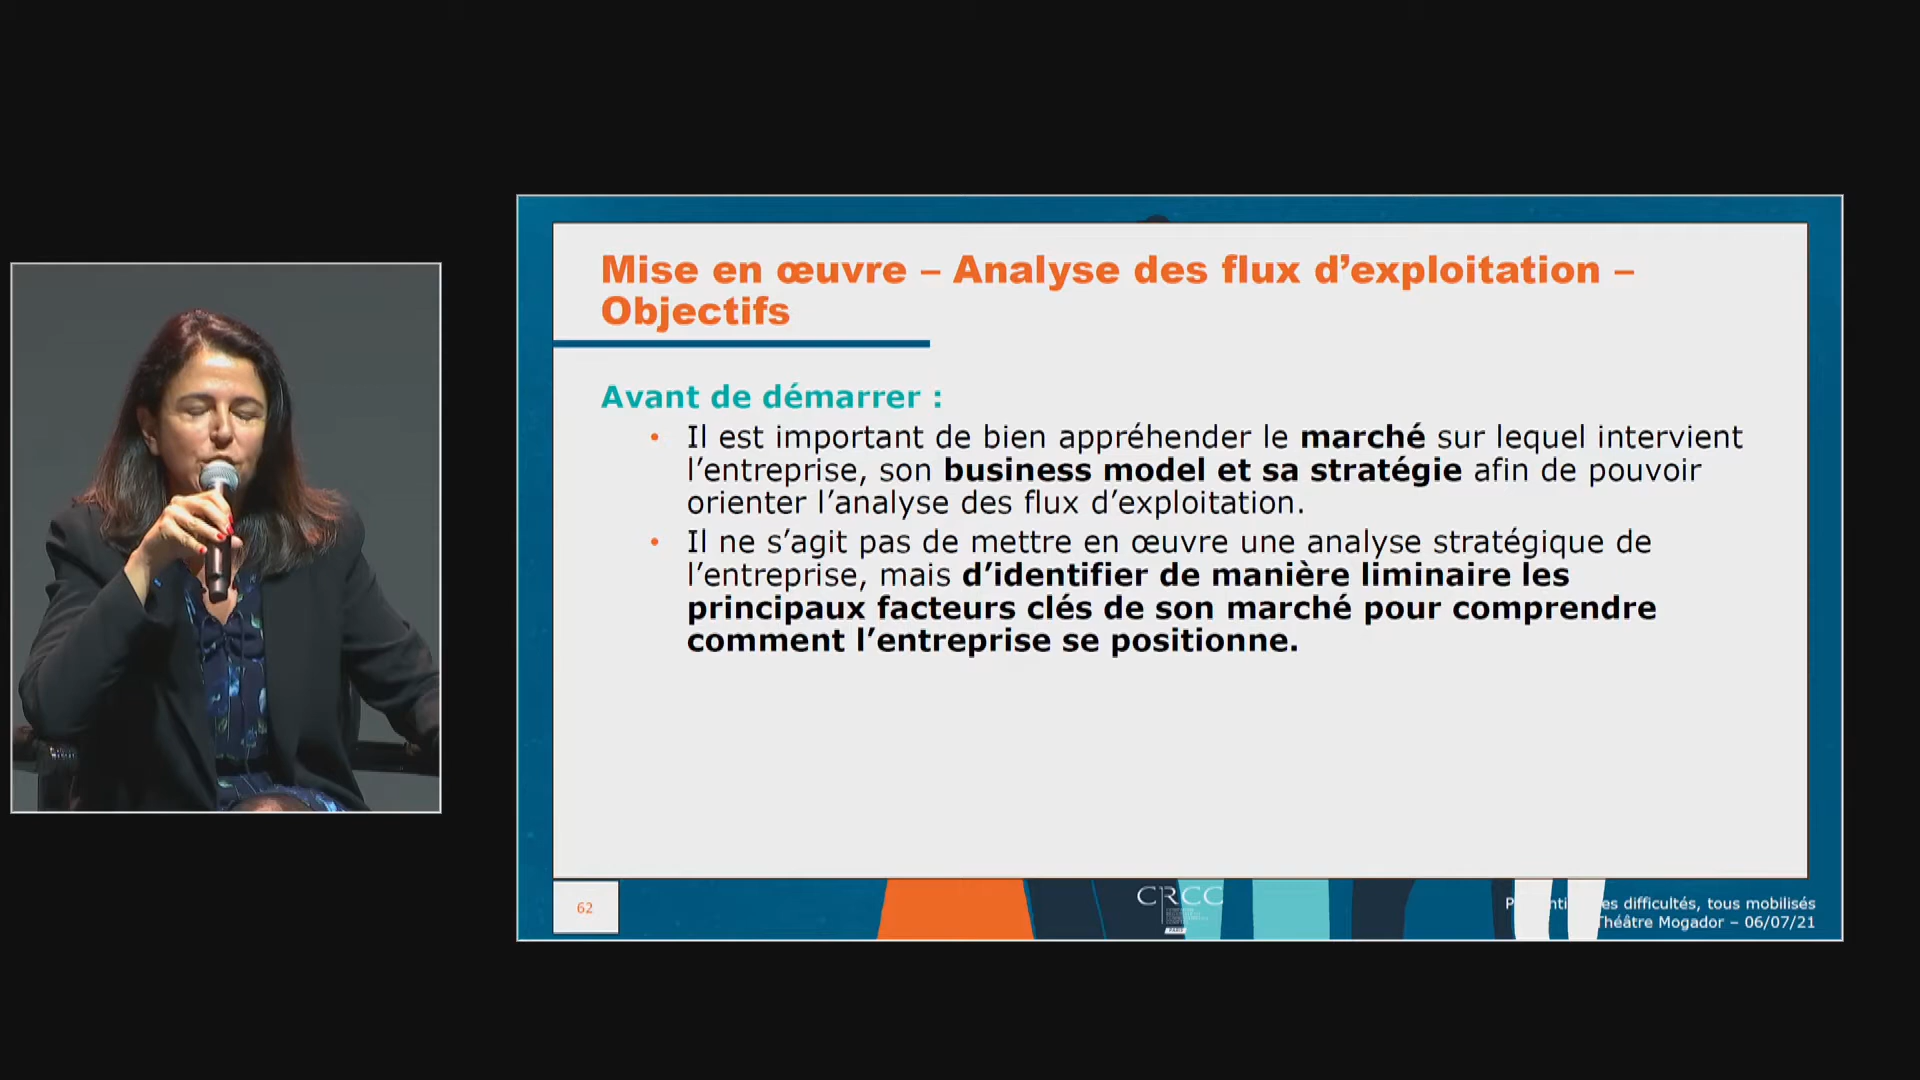 Mise en œuvre – Analyse des flux d’exploitation –
Objectifs
Avant de démarrer :
• Il est important de bien appréhender le marché sur lequel intervient
l’entreprise, son business model et sa stratégie afin de pouvoir
orienter l’analyse des flux d’exploitation.
• Il ne s’agit pas de mettre en œuvre une analyse stratégique de
l’entreprise, mais d’identifier de manière liminaire les
principaux facteurs clés de son marché pour comprendre
comment l’entreprise se positionne.
62
CRCC
PARIS
difficultés, tous mobilisés
Théâtre Mogador – 06/07/21